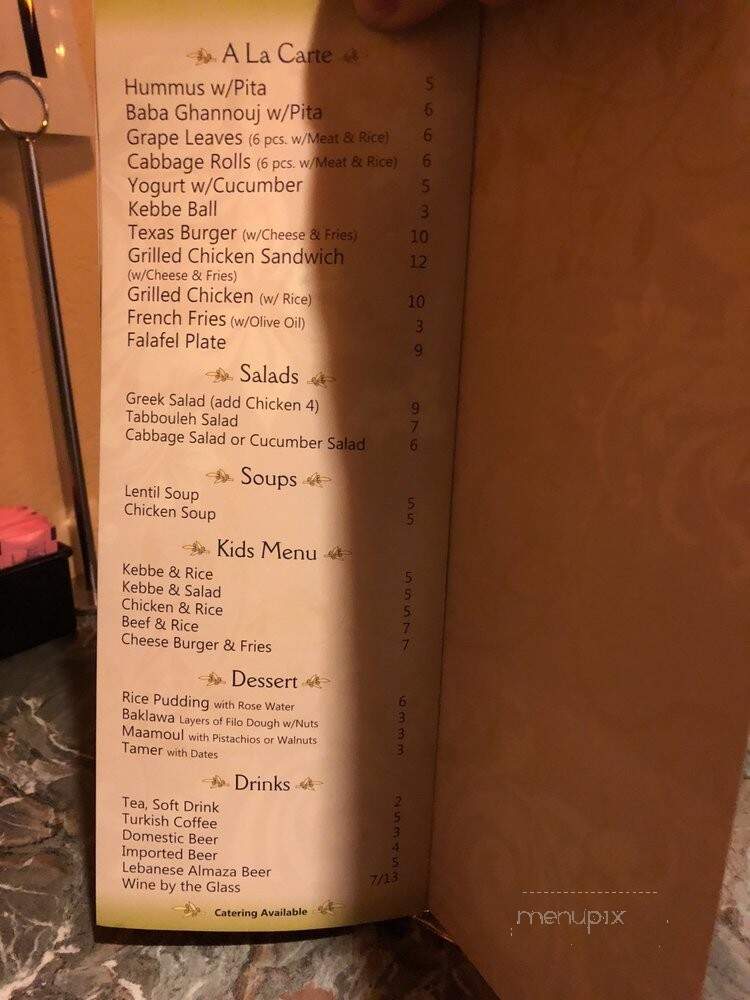 A La Carte
Hummus w/Pita 5
Baba Ghannouj w/Pita 6
Grape Leaves (6 pcs. w/Meat & Rice) 6
Cabbage Rolls (6 pcs. w/Meat & Rice) 6
Yogurt w/Cucumber 5
Kebbe Ball 3
Texas Burger (w/Cheese & Fries) 10
Grilled Chicken Sandwich 12
(w/Cheese & Fries)
Grilled Chicken (w/ Rice) 10
French Fries (w/Olive Oil) 3
Falafel Plate 9
Salads
Greek Salad (add Chicken 4) 9
Tabbouleh Salad 7
Cabbage Salad or Cucumber Salad 6
Soups
Lentil Soup 5
Chicken Soup 5
Kids Menu
Kebbe & Rice 5
Kebbe & Salad 5
Chicken & Rice 5
Beef & Rice 7
Cheese Burger & Fries 7
Dessert
Rice Pudding with Rose Water 6
Baklawa Layers of Filo Dough w/Nuts 3
Maamoul with Pistachios or Walnuts 3
Tamer with Dates 3
Drinks
Tea, Soft Drink 2
Turkish Coffee 5
Domestic Beer 3
Imported Beer 4
Lebanese Almaza Beer 5
Wine by the Glass 7/13
Catering Available
menupix